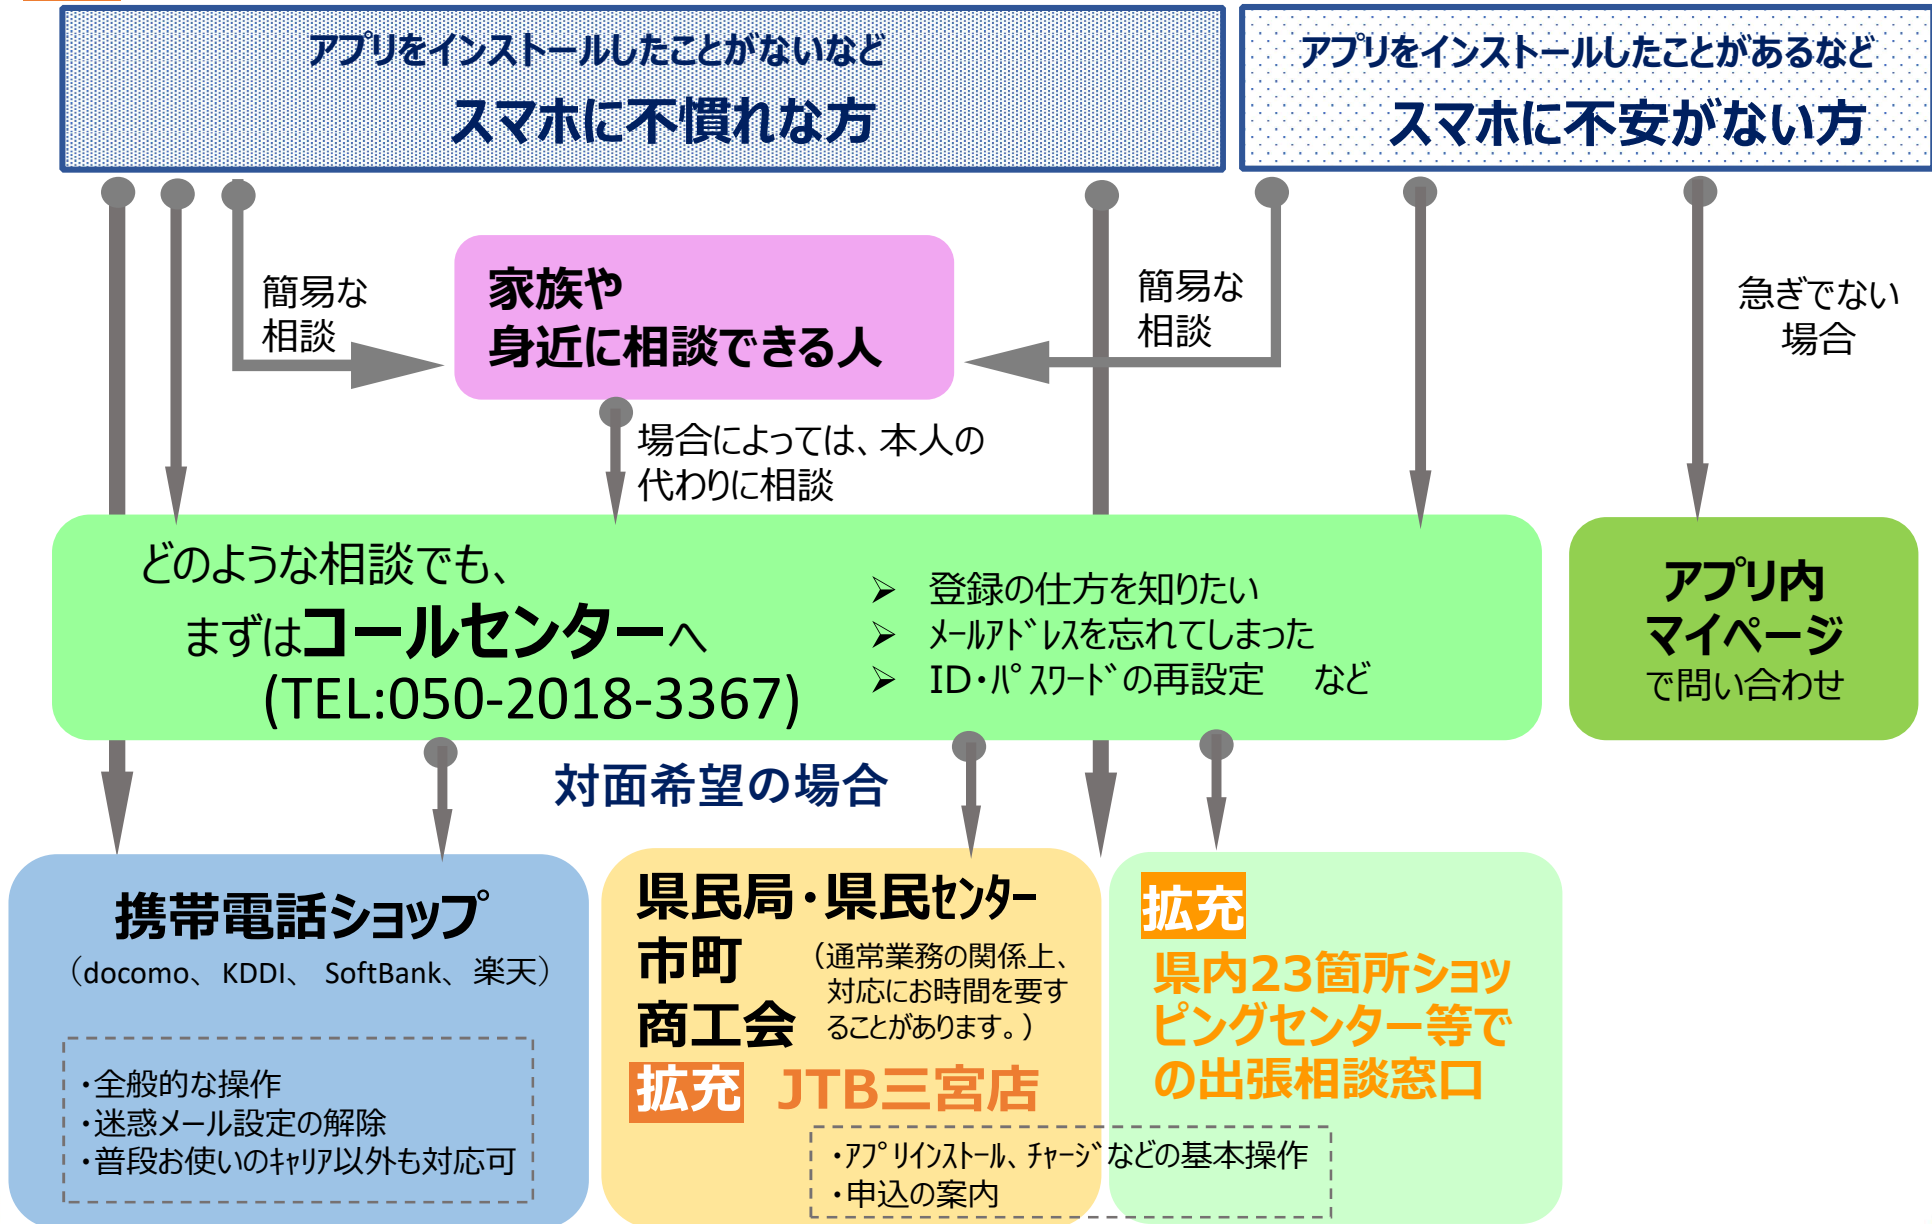 アプリをインストールしたことがないなど
スマホに不慣れな方
アプリをインストールしたことがあるなど
スマホに不安がない方
簡易な
相談
家族や
身近に相談できる人
簡易な
相談
急ぎでない
場合
場合によっては、本人の
代わりに相談
どのような相談でも、
まずはコールセンターへ
(TEL:050-2018-3367)
➢ 登録の仕方を知りたい
➢ ﾒｰﾙｱﾄﾞﾚｽを忘れてしまった
➢ ID・ﾊﾟｽﾜｰﾄﾞの再設定　など
アプリ内
マイページ
で問い合わせ
対面希望の場合
携帯電話ショップ
（docomo、KDDI、 SoftBank、楽天）
・全般的な操作
・迷惑メール設定の解除
・普段お使いのｷｬﾘｱ以外も対応可
県民局・県民ｾﾝﾀｰ
市町
商工会
（通常業務の関係上、
対応にお時間を要す
ることがあります。）
拡充 JTB三宮店
拡充
県内23箇所ショッ
ピングセンター等で
の出張相談窓口
・ｱﾌﾟﾘｲﾝｽﾄｰﾙ、ﾁｬｰｼﾞなどの基本操作
・申込の案内